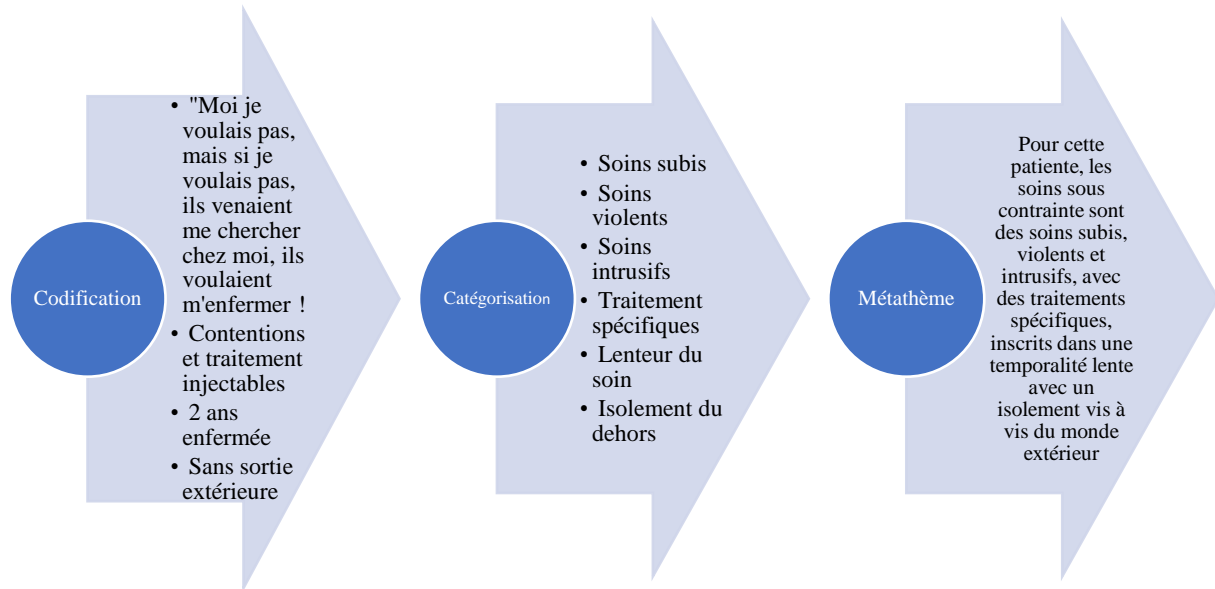 Codification
• "Moi je
voulais pas,
mais si je
voulais pas,
ils venaient
me chercher
chez moi, ils
voulaient
m'enfermer !
• Contentions
et traitement
injectables
• 2 ans
enfermée
• Sans sortie
extérieure
Catégorisation
• Soins subis
• Soins
violents
• Soins
intrusifs
• Traitement
spécifiques
• Lenteur du
soin
• Isolement du
dehors
Métathème
Pour cette
patiente, les
soins sous
contrainte sont
des soins subis,
violents et
intrusifs, avec
des traitements
spécifiques,
inscrits dans une
temporalité lente
avec un
isolement vis à
vis du monde
extérieur